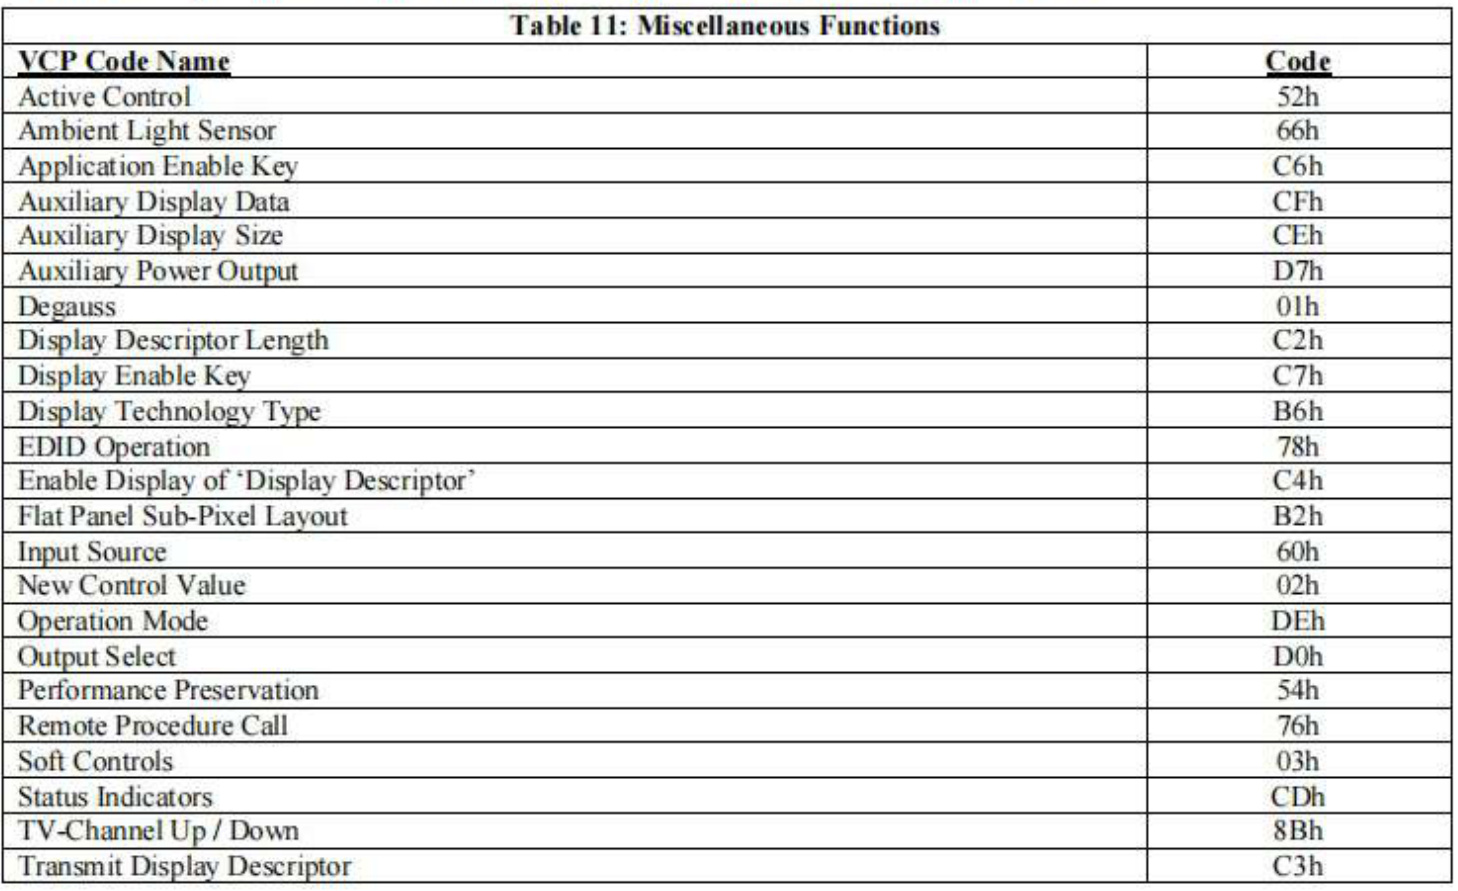 Table 11: Miscellaneous Functions
VCP Code Name Code
Active Control 52h
Ambient Light Sensor 66h
Application Enable Key C6h
Auxiliary Display Data CFh
Auxiliary Display Size CEh
Auxiliary Power Output D7h
Degauss 01h
Display Descriptor Length C2h
Display Enable Key C7h
Display Technology Type B6h
EDID Operation 78h
Enable Display of ‘Display Descriptor’ C4h
Flat Panel Sub-Pixel Layout B2h
Input Source 60h
New Control Value 02h
Operation Mode DEh
Output Select D0h
Performance Preservation 54h
Remote Procedure Call 76h
Soft Controls 03h
Status Indicators CDh
TV-Channel Up / Down 8Bh
Transmit Display Descriptor C3h